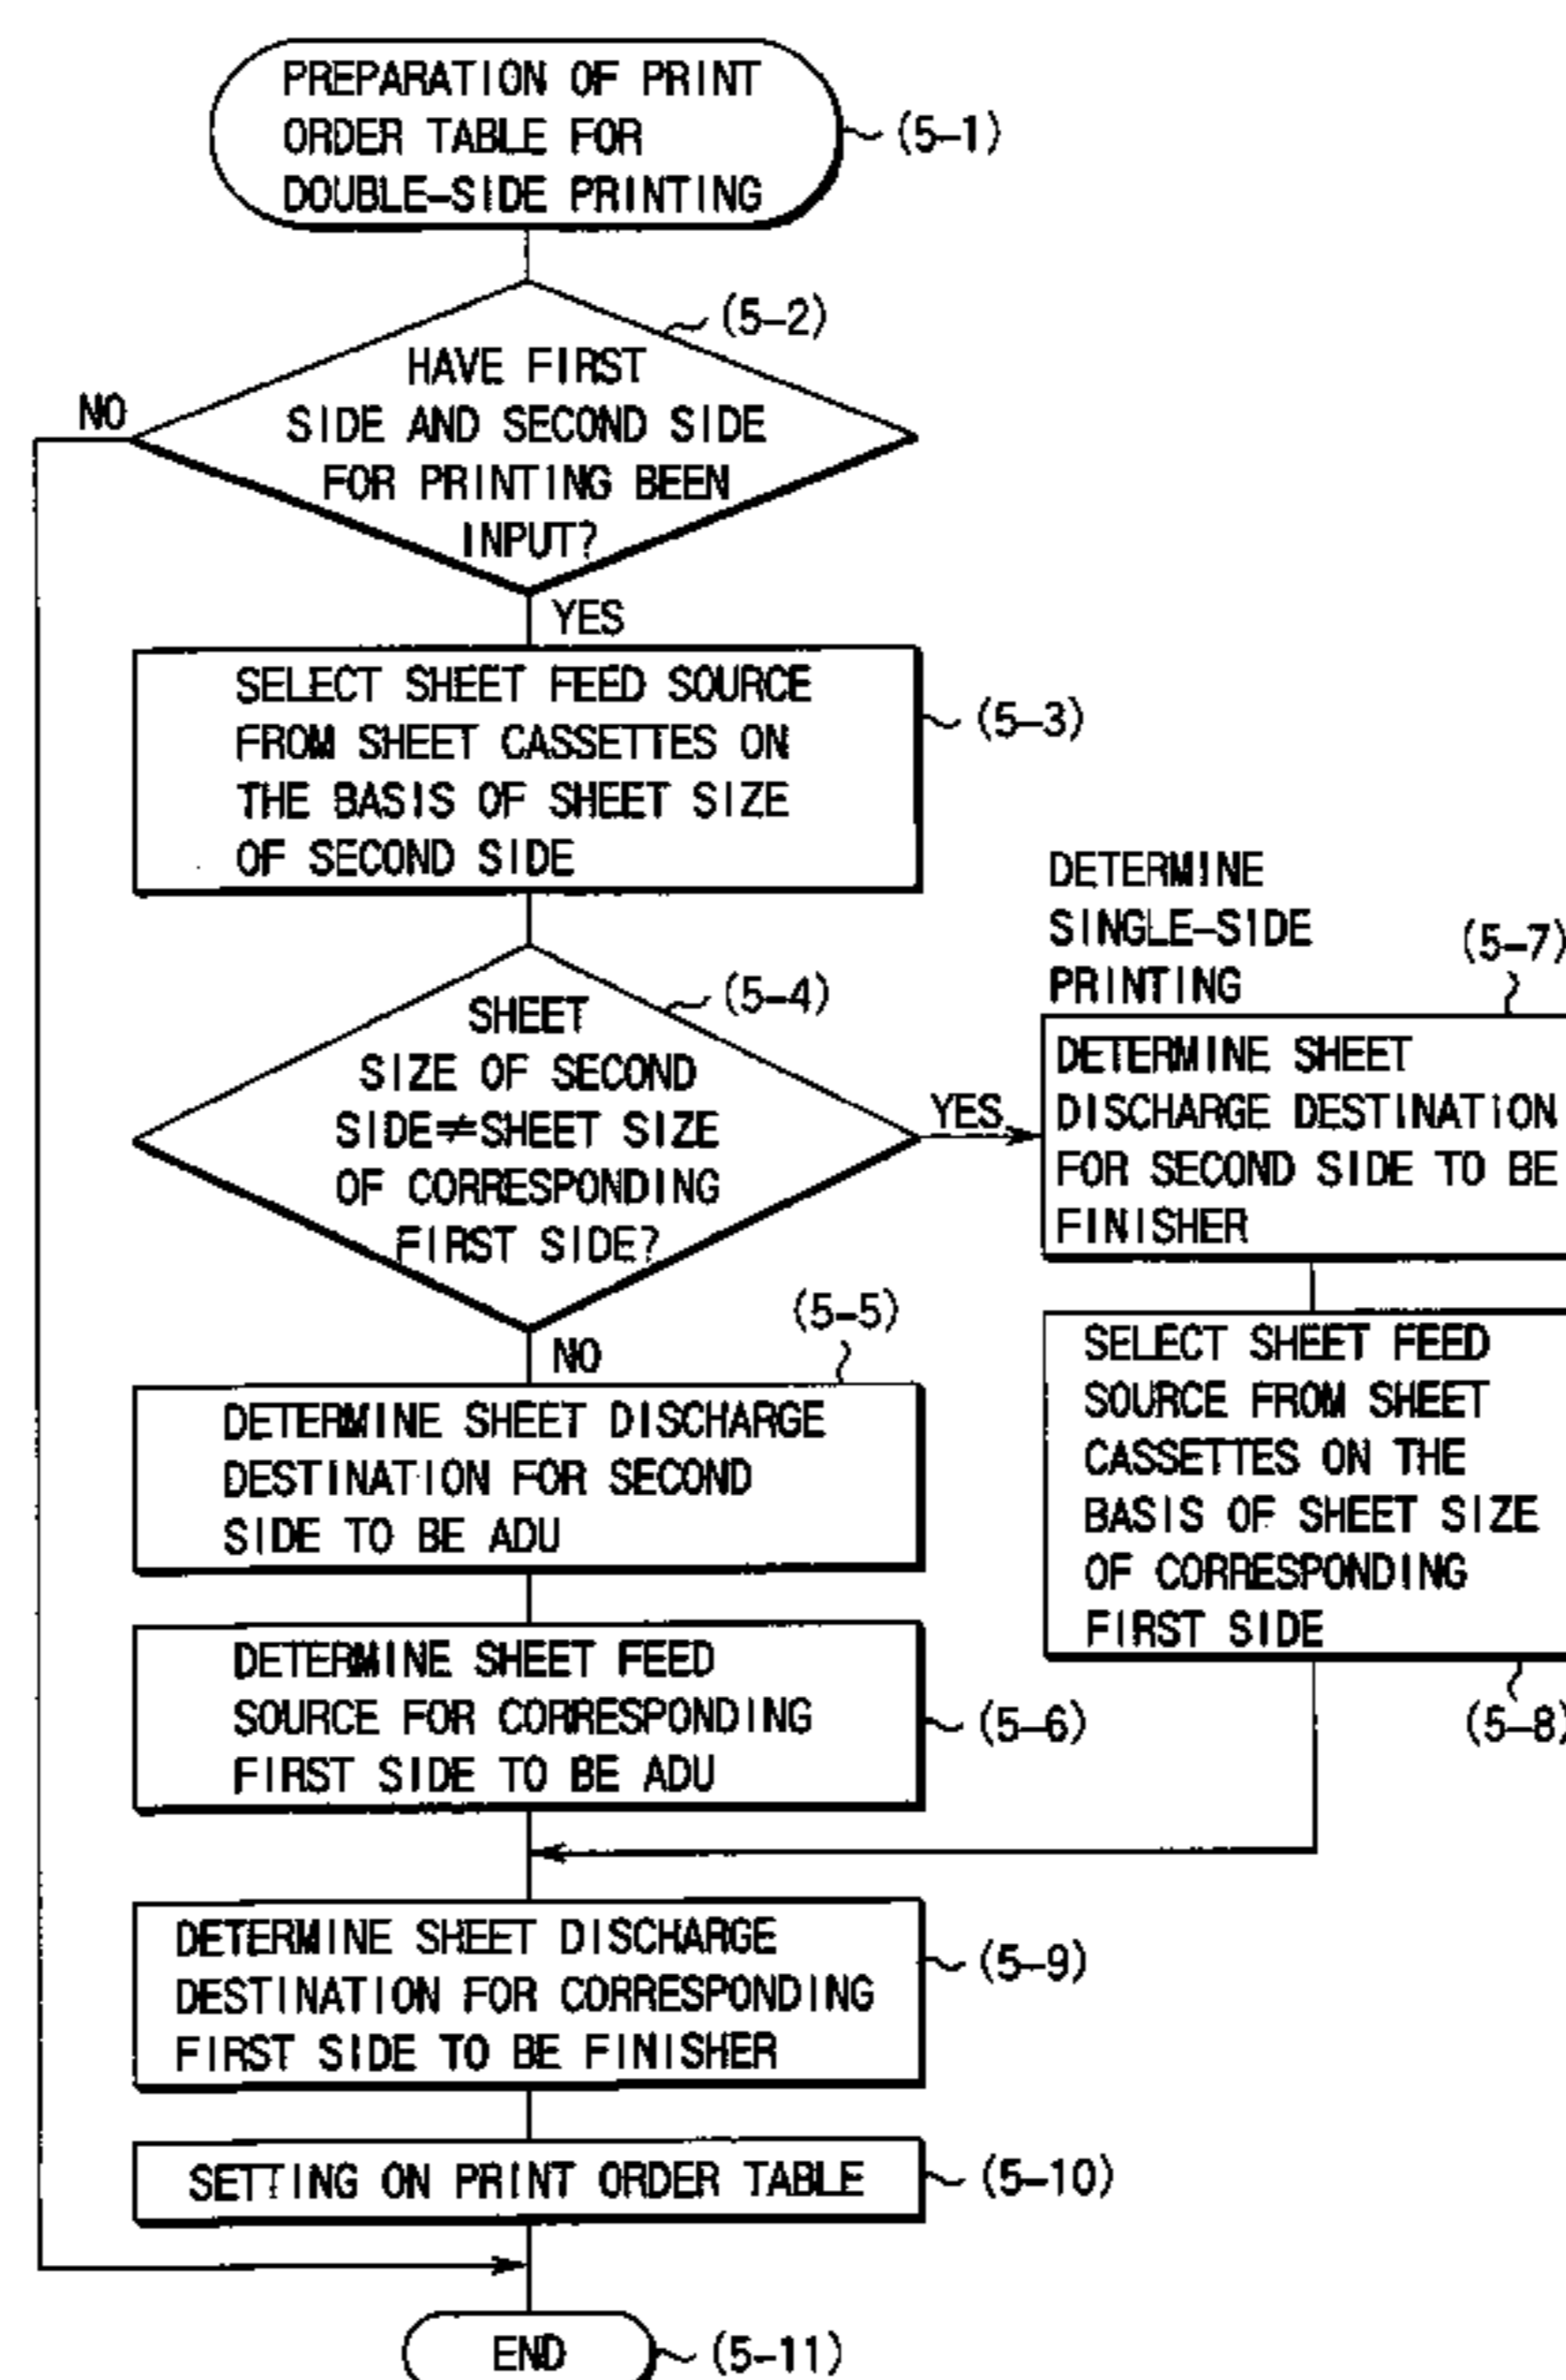 PREPARATION OF PRINT
ORDER TABLE FOR
DOUBLE-SIDE PRINTING
(5-1)
(5-2)
HAVE FIRST
SIDE AND SECOND SIDE
FOR PRINTING BEEN
INPUT?
NO
YES
SELECT SHEET FEED SOURCE
FROM SHEET CASSETTES ON
THE BASIS OF SHEET SIZE
OF SECOND SIDE
(5-3)
(5-4)
SHEET
SIZE OF SECOND
SIDE≠SHEET SIZE
OF CORRESPONDING
FIRST SIDE?
YES
NO
DETERMINE
SINGLE-SIDE
PRINTING
(5-7)
DETERMINE SHEET
DISCHARGE DESTINATION
FOR SECOND SIDE TO BE
FINISHER
SELECT SHEET FEED
SOURCE FROM SHEET
CASSETTES ON THE
BASIS OF SHEET SIZE
OF CORRESPONDING
FIRST SIDE
(5-8)
(5-5)
DETERMINE SHEET DISCHARGE
DESTINATION FOR SECOND
SIDE TO BE ADU
DETERMINE SHEET FEED
SOURCE FOR CORRESPONDING
FIRST SIDE TO BE ADU
(5-6)
DETERMINE SHEET DISCHARGE
DESTINATION FOR CORRESPONDING
FIRST SIDE TO BE FINISHER
(5-9)
SETTING ON PRINT ORDER TABLE
(5-10)
END
(5-11)